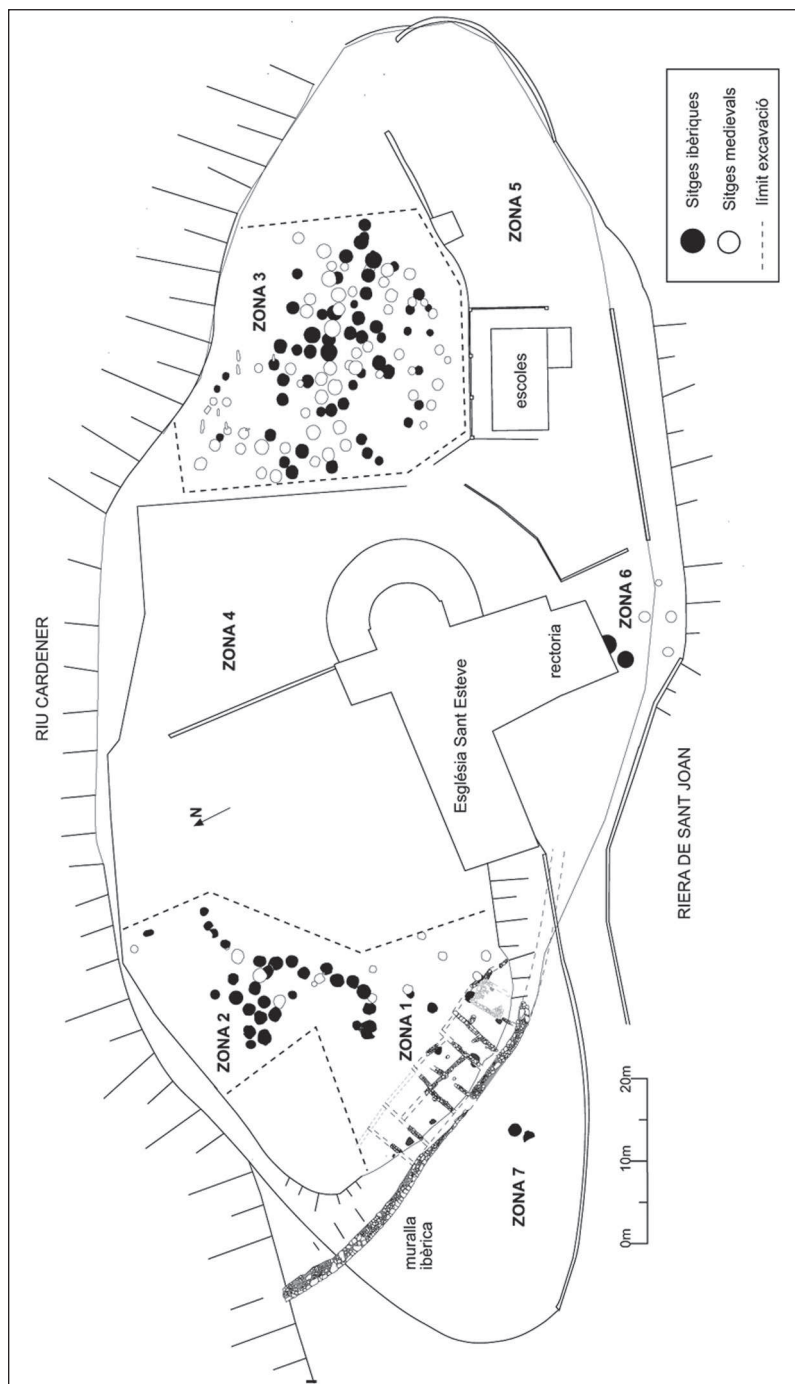 RIU CARDENER
ZONA 2
ZONA 1
muralla
ibèrica
ZONA 7
N
ZONA 4
Església Sant Esteve
rectoria
ZONA 6
ZONA 3
escoles
ZONA 5
RIERA DE SANT JOAN
0m
10m
20m
Sitges ibèriques
Sitges medievals
límit excavació